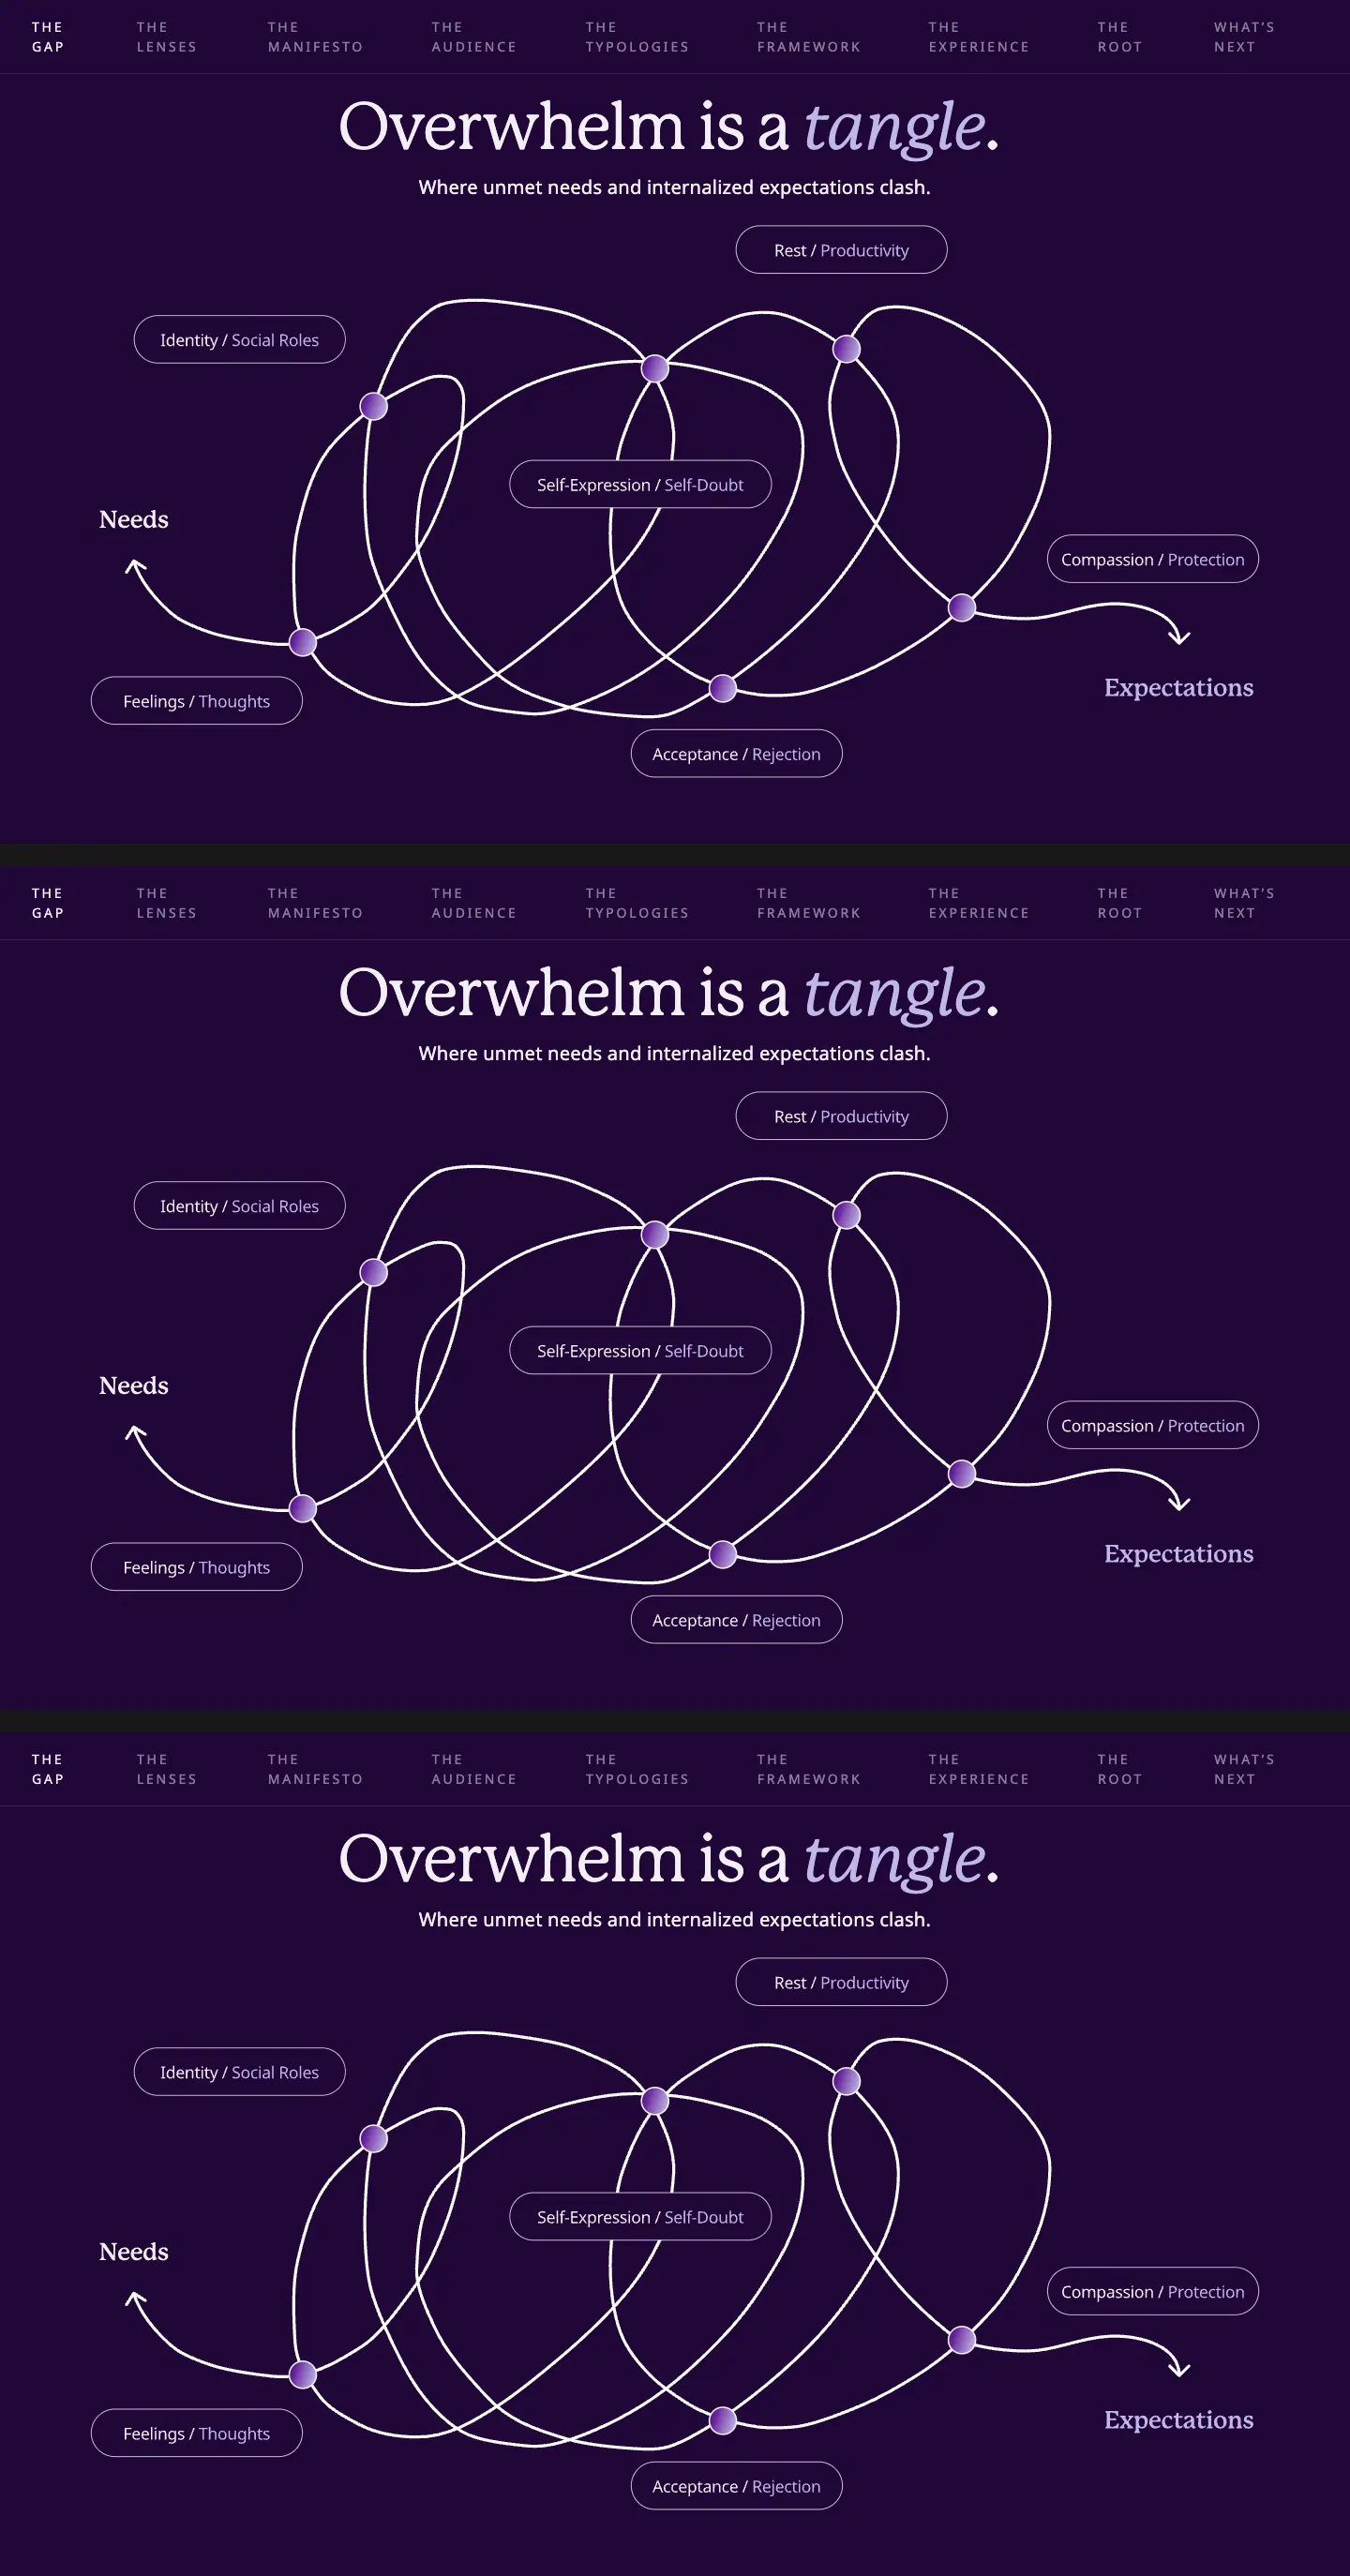 THE GAP
THE LENSES
THE MANIFESTO
THE AUDIENCE
THE TYPOLOGIES
THE FRAMEWORK
THE EXPERIENCE
THE ROOT
WHAT’S NEXT
Overwhelm is a tangle.
Where unmet needs and internalized expectations clash.
Rest / Productivity
Identity / Social Roles
Self-Expression / Self-Doubt
Needs
Compassion / Protection
Expectations
Feelings / Thoughts
Acceptance / Rejection
THE GAP
THE LENSES
THE MANIFESTO
THE AUDIENCE
THE TYPOLOGIES
THE FRAMEWORK
THE EXPERIENCE
THE ROOT
WHAT’S NEXT
Overwhelm is a tangle.
Where unmet needs and internalized expectations clash.
Rest / Productivity
Identity / Social Roles
Self-Expression / Self-Doubt
Needs
Compassion / Protection
Expectations
Feelings / Thoughts
Acceptance / Rejection
THE GAP
THE LENSES
THE MANIFESTO
THE AUDIENCE
THE TYPOLOGIES
THE FRAMEWORK
THE EXPERIENCE
THE ROOT
WHAT’S NEXT
Overwhelm is a tangle.
Where unmet needs and internalized expectations clash.
Rest / Productivity
Identity / Social Roles
Self-Expression / Self-Doubt
Needs
Compassion / Protection
Expectations
Feelings / Thoughts
Acceptance / Rejection